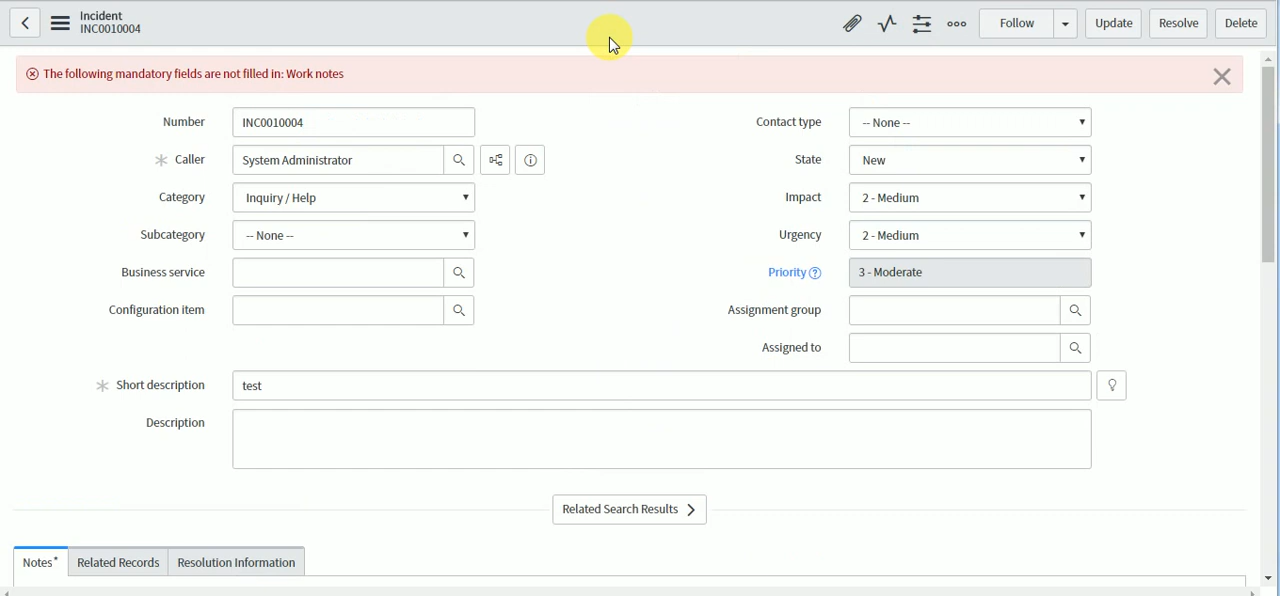 Incident
INC0010004
Follow
Update
Resolve
Delete
The following mandatory fields are not filled in: Work notes
Number
INC0010004
Contact type
-- None --
Caller
System Administrator
State
New
Category
Inquiry / Help
Impact
2 - Medium
Subcategory
-- None --
Urgency
2 - Medium
Business service
Priority
3 - Moderate
Configuration item
Assignment group
Assigned to
Short description
test
Description
Related Search Results
Notes*
Related Records
Resolution Information